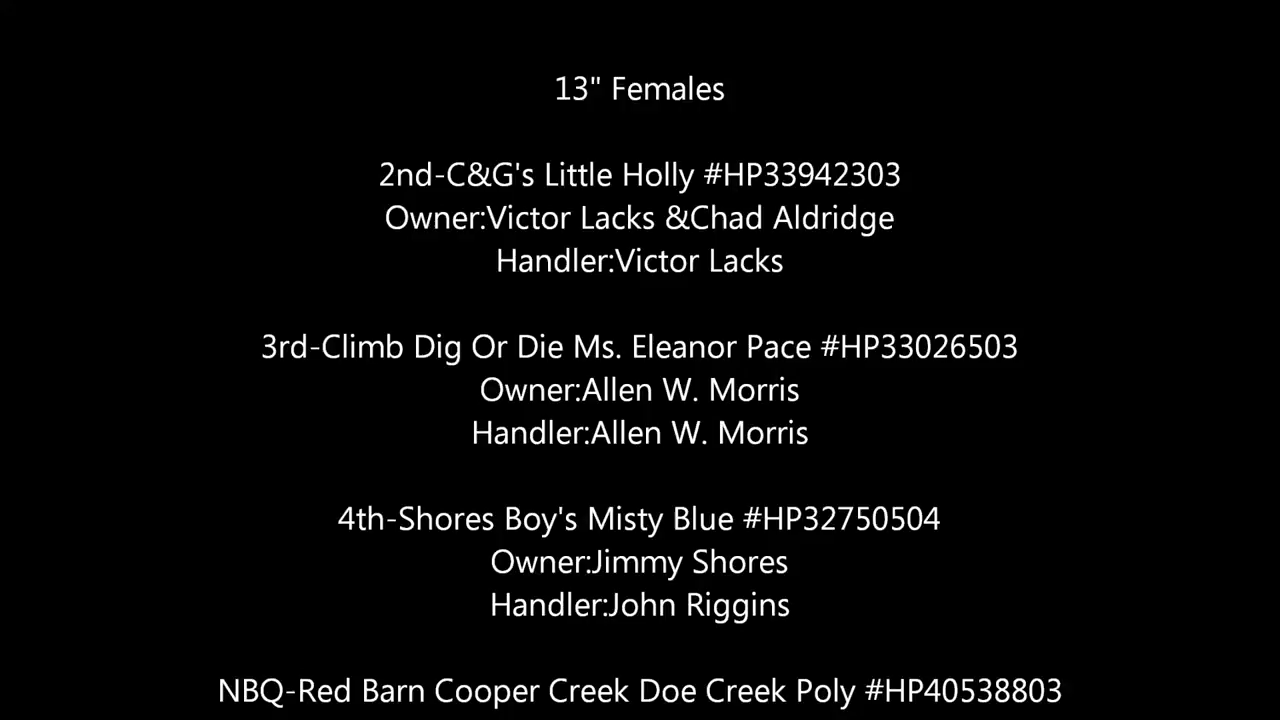 13" Females
2nd-C&G's Little Holly #HP33942303
Owner:Victor Lacks &Chad Aldridge
Handler:Victor Lacks
3rd-Climb Dig Or Die Ms. Eleanor Pace #HP33026503
Owner:Allen W. Morris
Handler:Allen W. Morris
4th-Shores Boy's Misty Blue #HP32750504
Owner:Jimmy Shores
Handler:John Riggins
NBQ-Red Barn Cooper Creek Doe Creek Poly #HP40538803